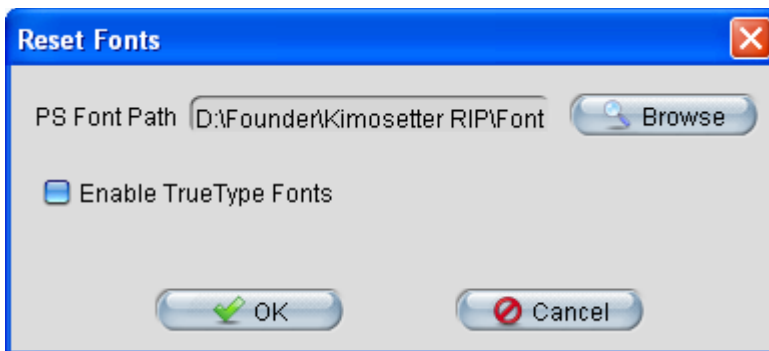 Reset Fonts
PS Font Path D:\Founder\Kimosetter RIP\Font Browse
Enable TrueType Fonts
OK Cancel